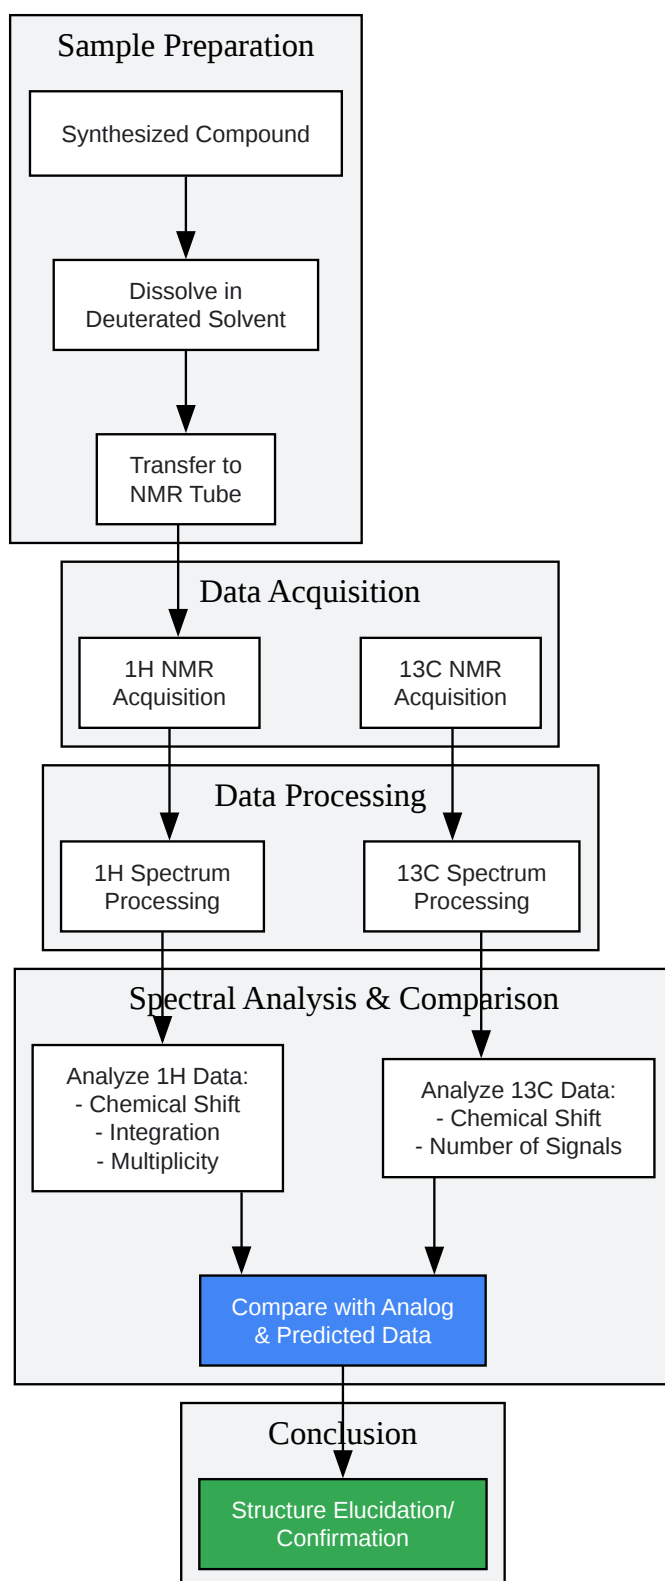 Sample Preparation
Synthesized Compound
Dissolve in
Deuterated Solvent
Transfer to
NMR Tube
Data Acquisition
1H NMR
Acquisition
13C NMR
Acquisition
Data Processing
1H Spectrum
Processing
13C Spectrum
Processing
Spectral Analysis & Comparison
Analyze 1H Data:
- Chemical Shift
- Integration
- Multiplicity
Analyze 13C Data:
- Chemical Shift
- Number of Signals
Compare with Analog
& Predicted Data
Conclusion
Structure Elucidation/
Confirmation